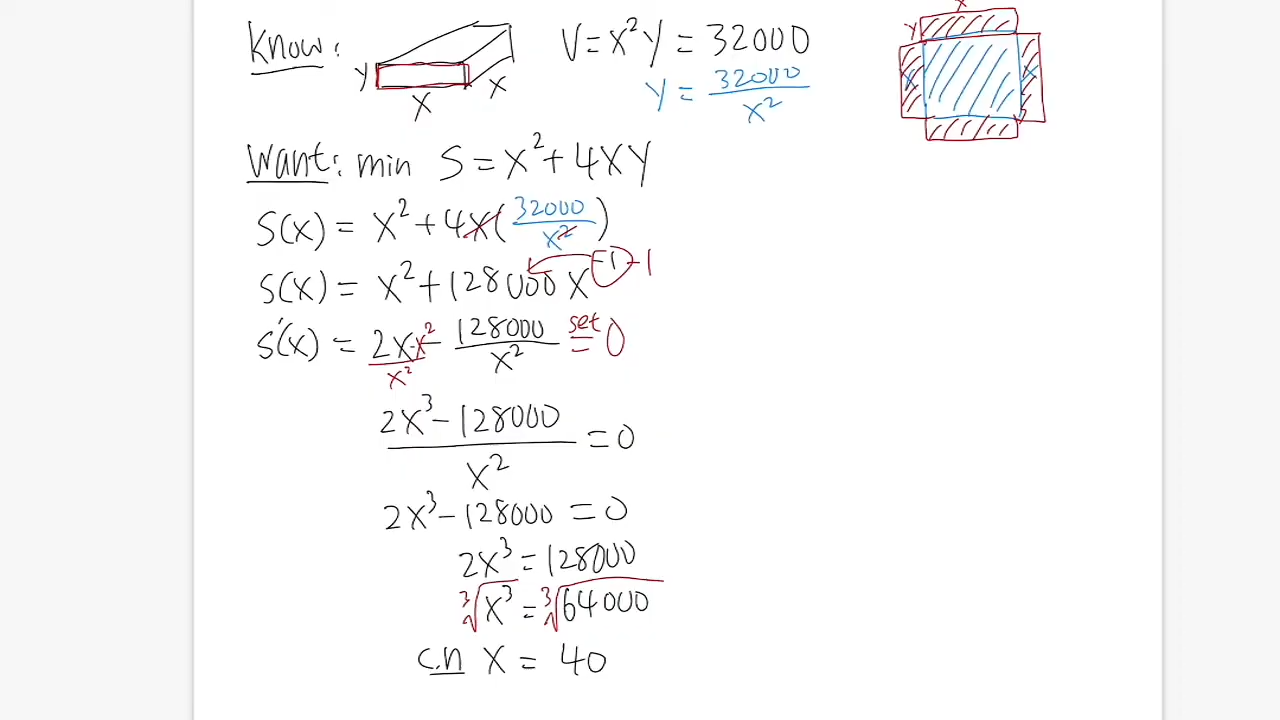 Know: Y X X V = X²Y = 32000
Y = 32000/X²
X Y X X
Want: min S = X² + 4XY
S(X) = X² + 4X(32000/X²)
S(X) = X² + 128000X⁻¹ -1
S'(X) = 2X·X²/X² - 128000/X² set = 0
2X³ - 128000/X² = 0
2X³ - 128000 = 0
2X³ = 128000
∛X³ = ∛64000
C.n X = 40